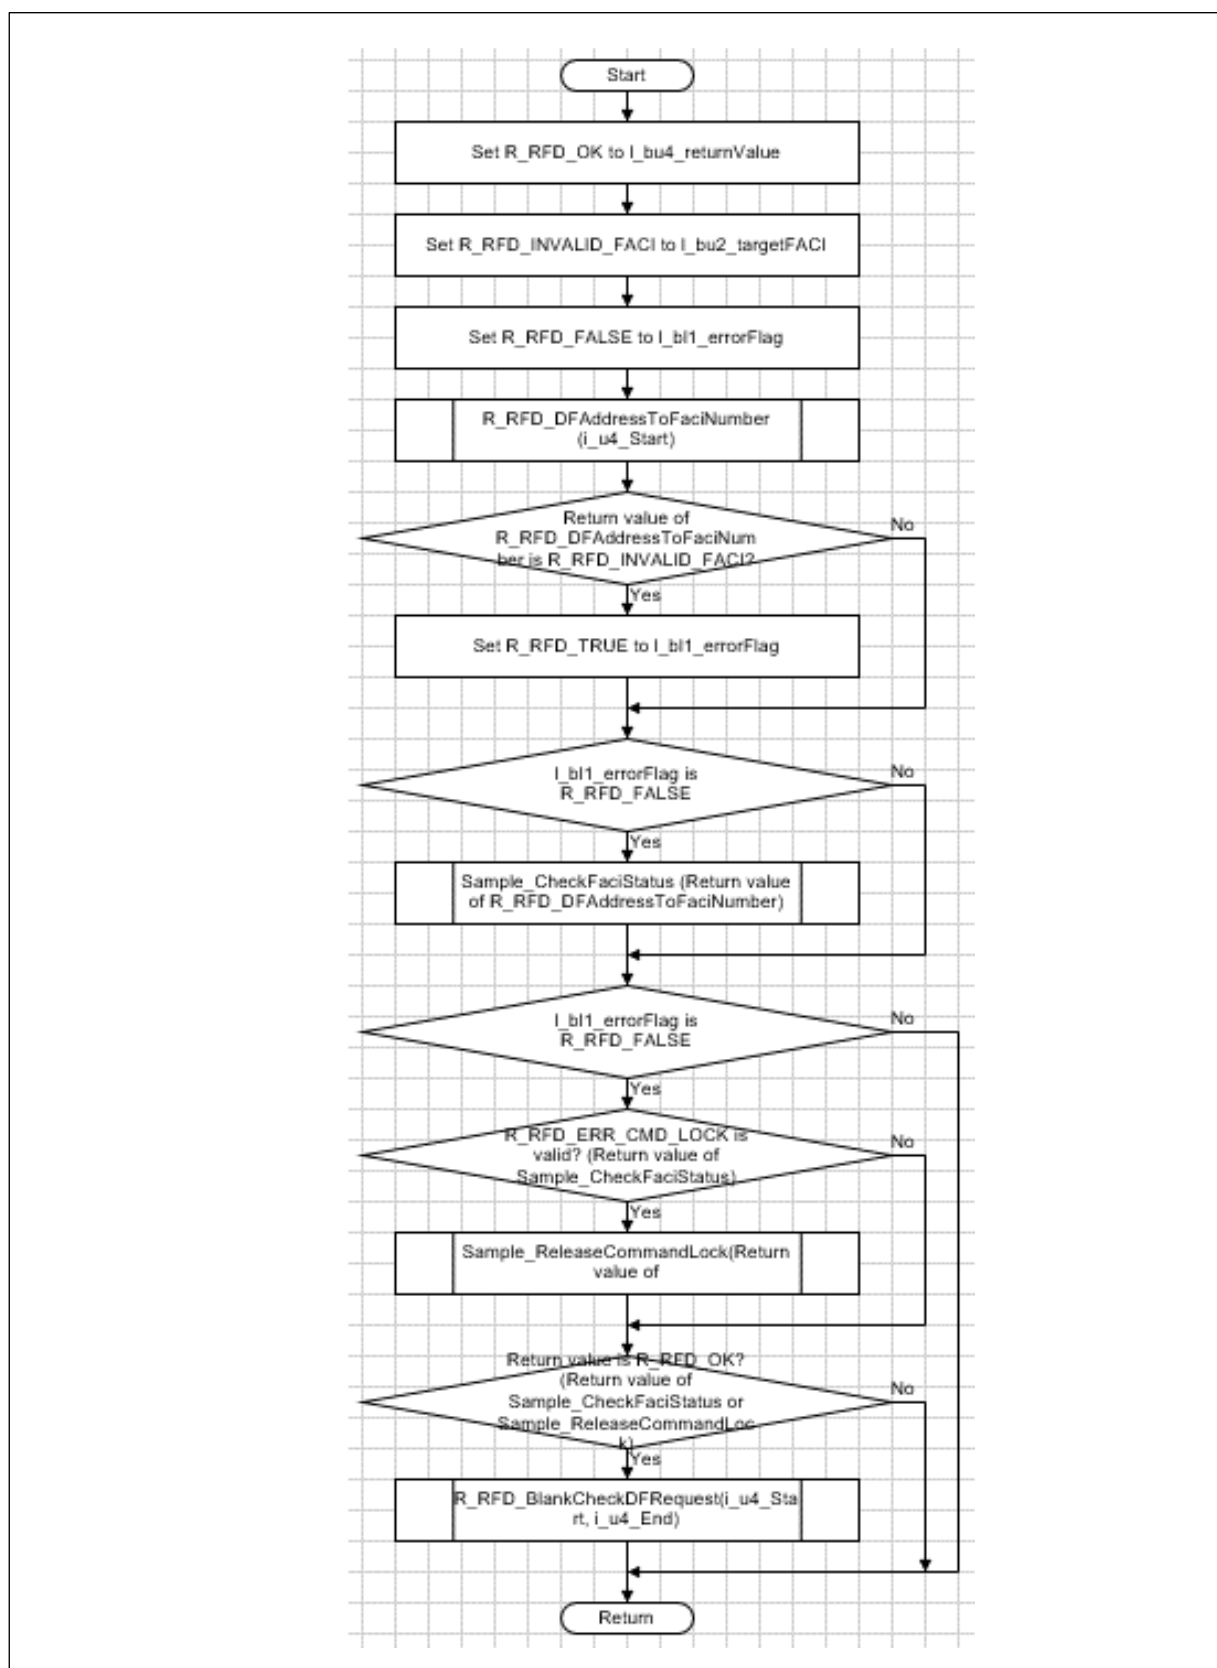 Start
Set R_RFD_OK to l_bu4_returnValue
Set R_RFD_INVALID_FACI to l_bu2_targetFACI
Set R_RFD_FALSE to l_bl1_errorFlag
R_RFD_DFAddressToFaciNumber
(i_u4_Start)
Return value of
R_RFD_DFAddressToFaciNum
ber is R_RFD_INVALID_FACI?
No
Yes
Set R_RFD_TRUE to l_bl1_errorFlag
l_bl1_errorFlag is
R_RFD_FALSE
No
Yes
Sample_CheckFaciStatus (Return value
of R_RFD_DFAddressToFaciNumber)
l_bl1_errorFlag is
R_RFD_FALSE
No
Yes
R_RFD_ERR_CMD_LOCK is
valid? (Return value of
Sample_CheckFaciStatus)
No
Yes
Sample_ReleaseCommandLock(Return
value of
Return value is R_RFD_OK?
(Return value of
Sample_CheckFaciStatus or
Sample_ReleaseCommandLoc
k)
No
Yes
R_RFD_BlankCheckDFRequest(i_u4_Sta
rt, i_u4_End)
Return